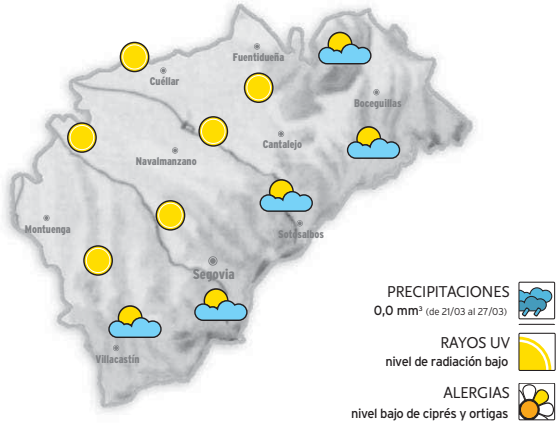 Fuentidueña
Cuéllar
Boceguillas
Cantalejo
Navalmanzano
Montuenga
Sotosalbos
Segovia
Villacastín
PRECIPITACIONES
0,0 mm³ (de 21/03 al 27/03)
RAYOS UV
nivel de radiación bajo
ALERGIAS
nivel bajo de ciprés y ortigas